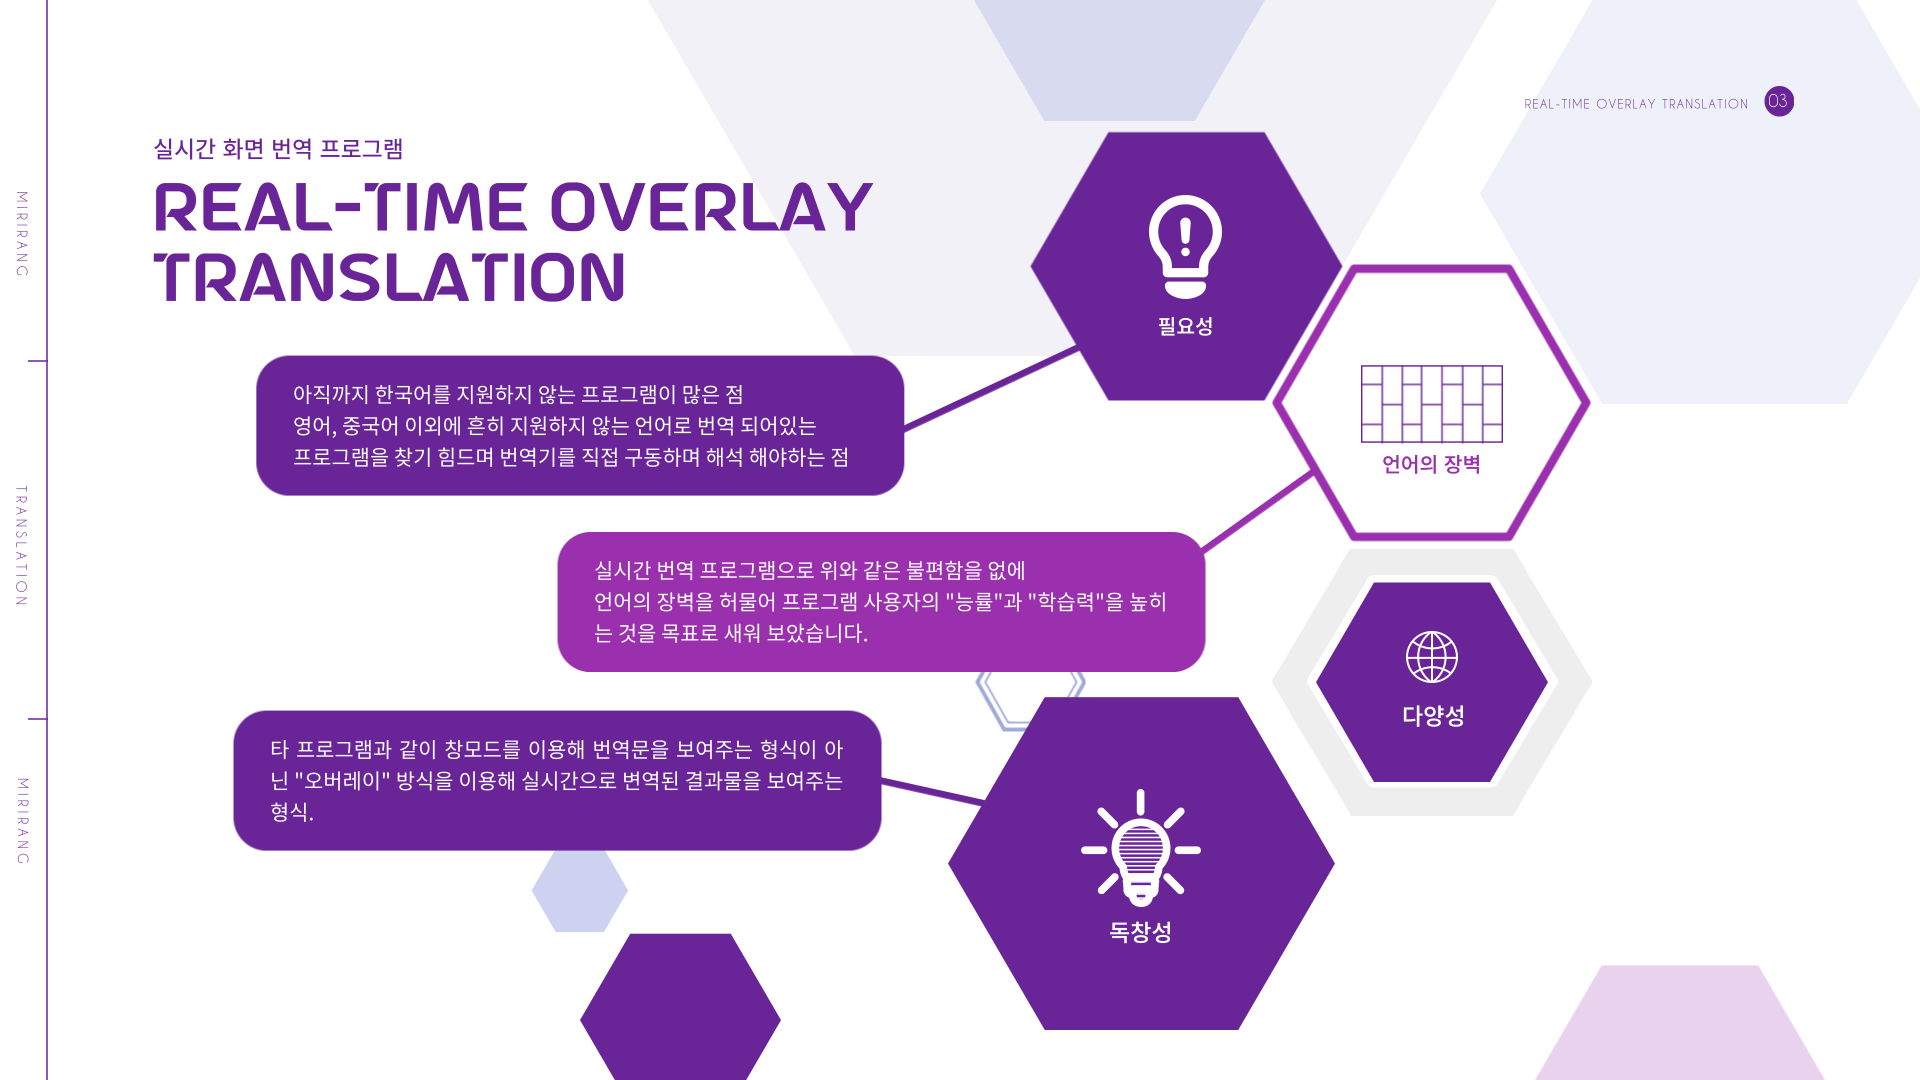 REAL-TIME OVERLAY TRANSLATION 03
실시간 화면 번역 프로그램
REAL-TIME OVERLAY
TRANSLATION
MIRIRANG
TRANSLATION
MIRIRANG
필요성
아직까지 한국어를 지원하지 않는 프로그램이 많은 점
영어, 중국어 이외에 흔히 지원하지 않는 언어로 번역 되어있는
프로그램을 찾기 힘드며 번역기를 직접 구동하며 해석 해야하는 점
언어의 장벽
실시간 번역 프로그램으로 위와 같은 불편함을 없에
언어의 장벽을 허물어 프로그램 사용자의 "능률"과 "학습력"을 높히
는 것을 목표로 새워 보았습니다.
다양성
타 프로그램과 같이 창모드를 이용해 번역문을 보여주는 형식이 아
닌 "오버레이" 방식을 이용해 실시간으로 변역된 결과물을 보여주는
형식.
독창성